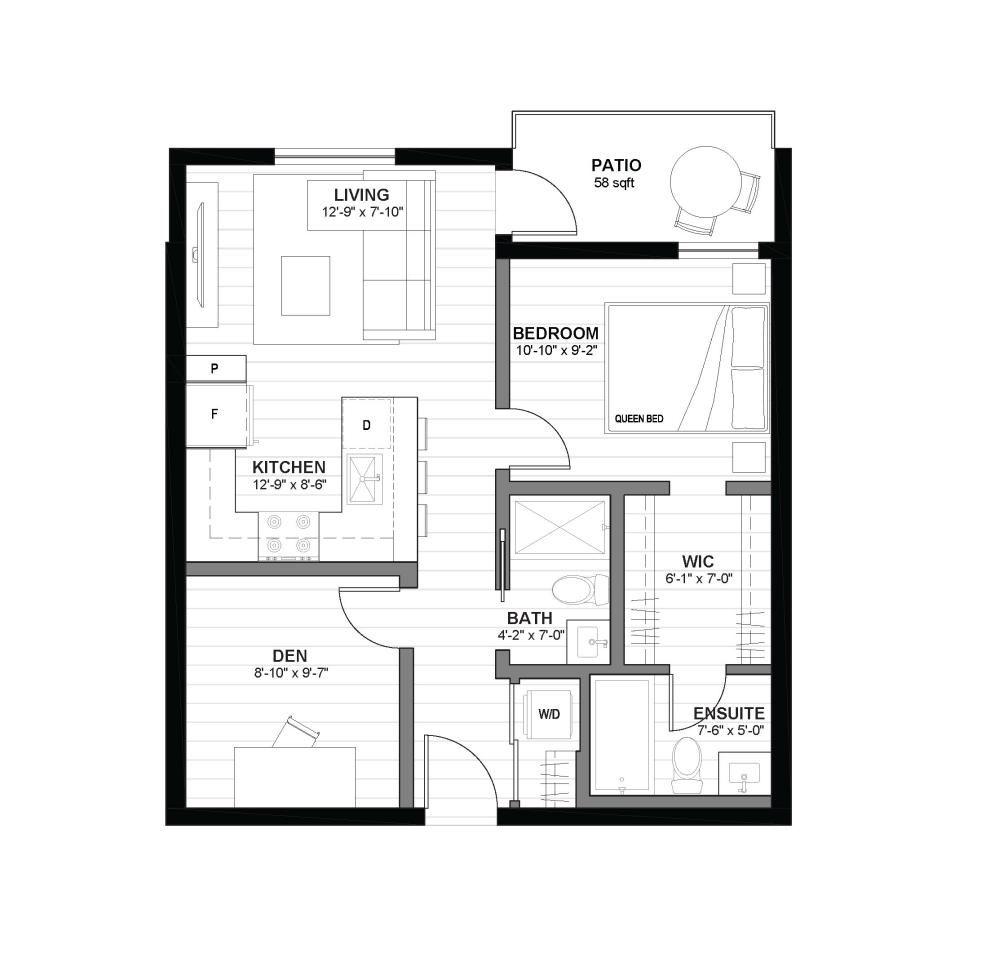 PATIO
58 sqft
LIVING
12'-9" x 7'-10"
BEDROOM
10'-10" x 9'-2"
P
F
D
QUEEN BED
KITCHEN
12'-9" x 8'-6"
WIC
6'-1" x 7'-0"
BATH
4'-2" x 7'-0"
DEN
8'-10" x 9'-7"
W/D
ENSUITE
7'-6" x 5'-0"